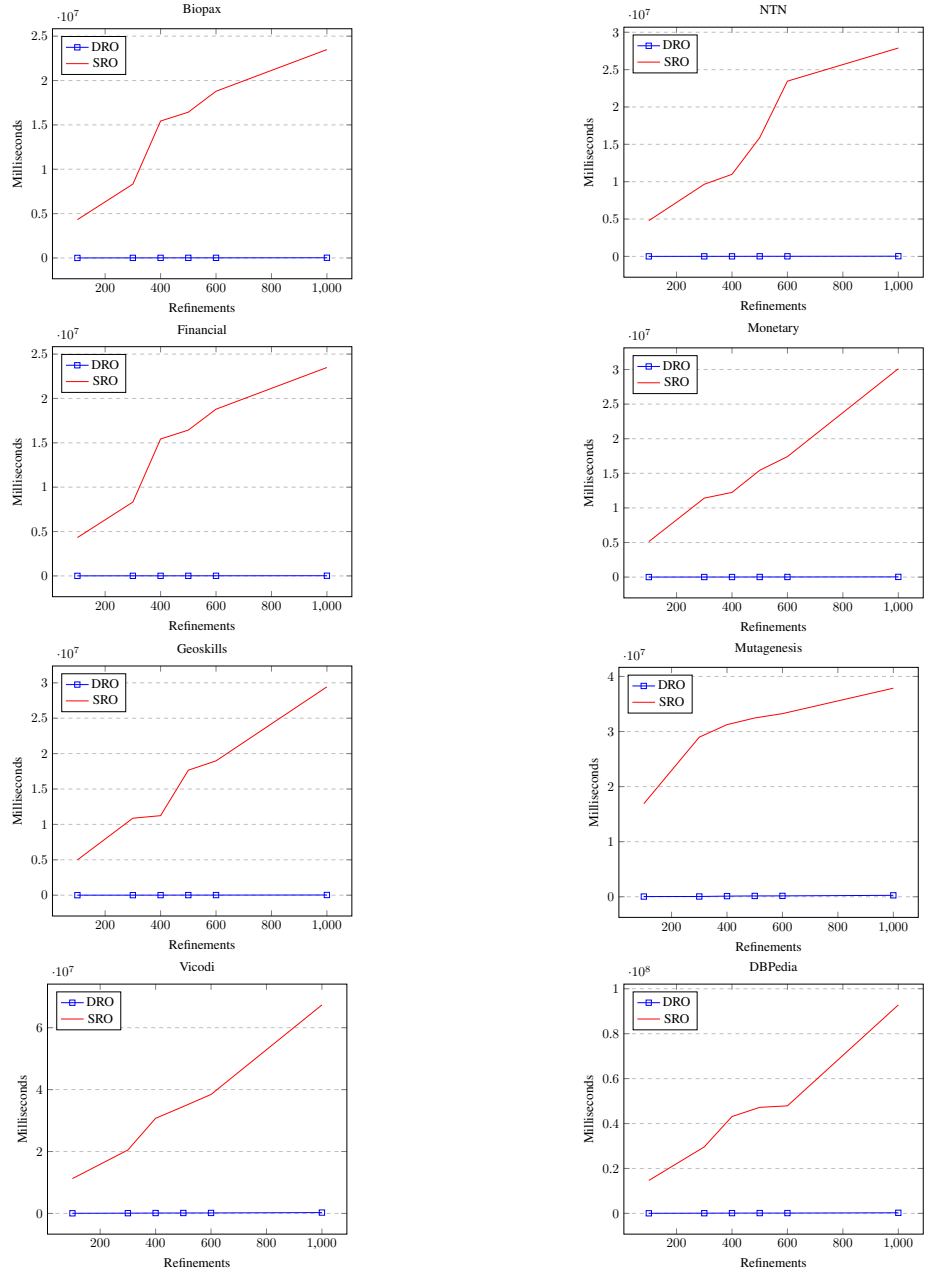 Biopax
·10^7
2.5
2
1.5
1
0.5
0
Milliseconds
DRO
SRO
200 400 600 800 1,000
Refinements
NTN
·10^7
3
2.5
2
1.5
1
0.5
0
Milliseconds
DRO
SRO
200 400 600 800 1,000
Refinements
Financial
·10^7
2.5
2
1.5
1
0.5
0
Milliseconds
DRO
SRO
200 400 600 800 1,000
Refinements
Monetary
·10^7
3
2.5
2
1.5
1
0.5
0
Milliseconds
DRO
SRO
200 400 600 800 1,000
Refinements
Geoskills
·10^7
3
2.5
2
1.5
1
0.5
0
Milliseconds
DRO
SRO
200 400 600 800 1,000
Refinements
Mutagenesis
·10^7
4
3
2
1
0
Milliseconds
DRO
SRO
200 400 600 800 1,000
Refinements
Vicodi
·10^7
6
4
2
0
Milliseconds
DRO
SRO
200 400 600 800 1,000
Refinements
DBPedia
·10^8
1
0.8
0.6
0.4
0.2
0
Milliseconds
DRO
SRO
200 400 600 800 1,000
Refinements